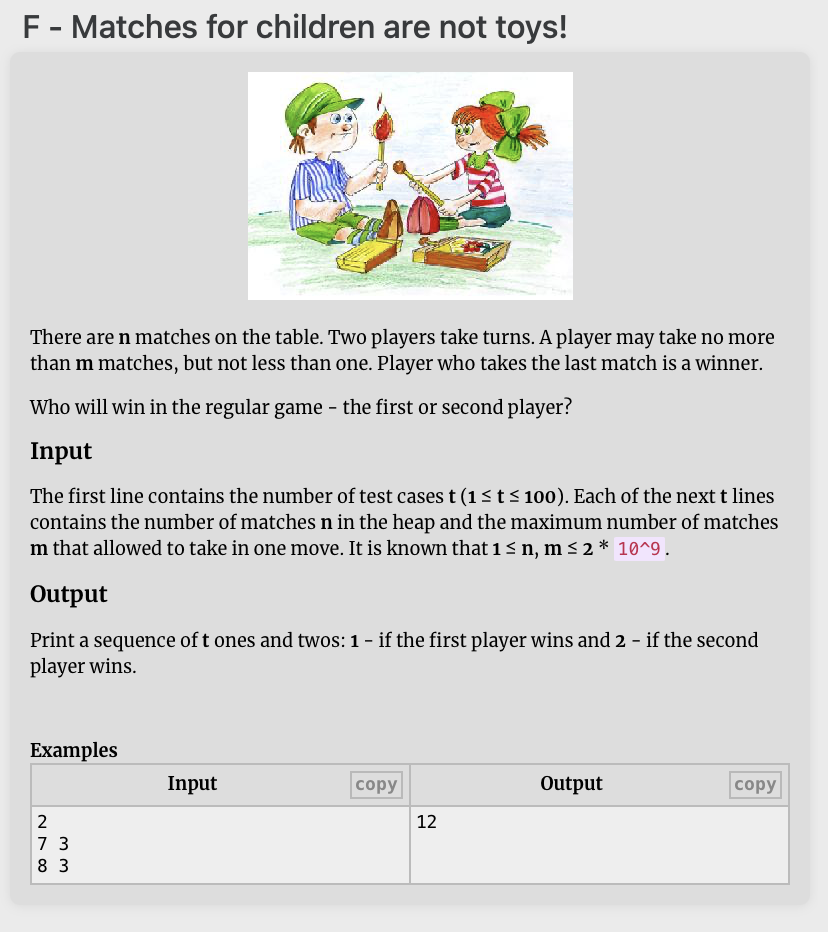 F - Matches for children are not toys!
There are n matches on the table. Two players take turns. A player may take no more
than m matches, but not less than one. Player who takes the last match is a winner.
Who will win in the regular game - the first or second player?
Input
The first line contains the number of test cases t (1 ≤ t ≤ 100). Each of the next t lines
contains the number of matches n in the heap and the maximum number of matches
m that allowed to take in one move. It is known that 1 ≤ n, m ≤ 2 * 10^9.
Output
Print a sequence of t ones and twos: 1 - if the first player wins and 2 - if the second
player wins.
Examples
Input copy Output copy
2 12
7 3
8 3